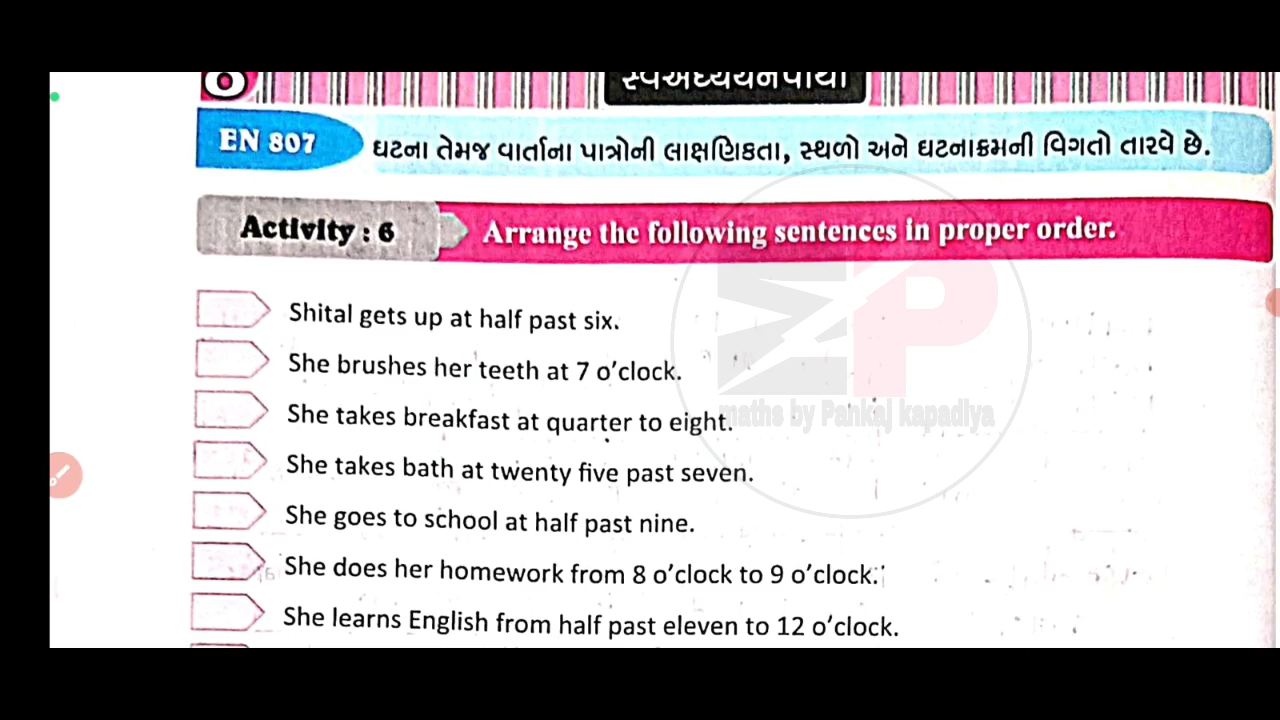 8
સ્વઅધ્યયનપોથી
EN 807
ઘટના તેમજ વાર્તાના પાત્રોની લાક્ષણિકતા, સ્થળો અને ઘટનાક્રમની વિગતો તારવે છે.
Activity : 6
Arrange the following sentences in proper order.
Shital gets up at half past six.
She brushes her teeth at 7 o’clock.
She takes breakfast at quarter to eight.
maths by Pankaj kapadiya
She takes bath at twenty five past seven.
She goes to school at half past nine.
She does her homework from 8 o’clock to 9 o’clock.
She learns English from half past eleven to 12 o’clock.